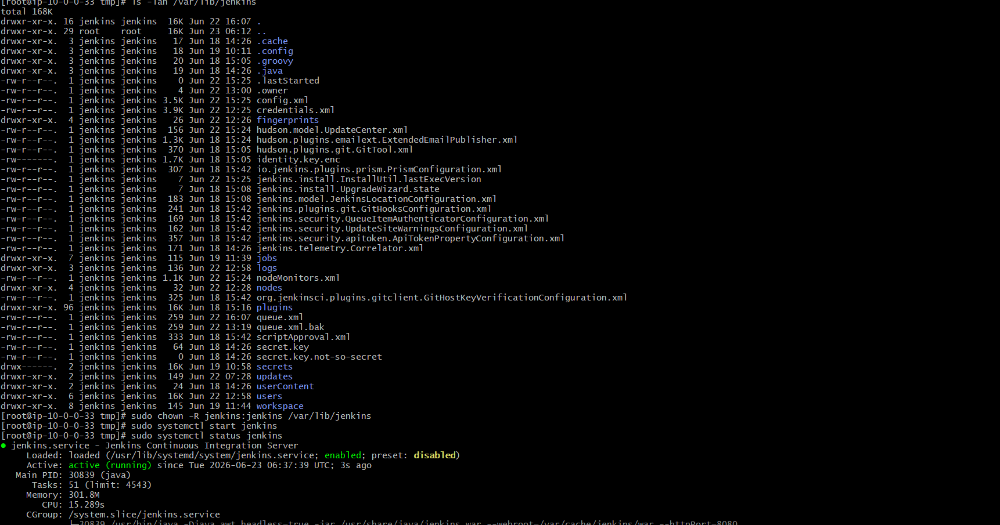 [root@ip-10-0-0-33 tmp]# ls -lah /var/lib/jenkins
total 168K
drwxr-xr-x. 16 jenkins jenkins  16K Jun 22 16:07 .
drwxr-xr-x. 29 root    root     16K Jun 23 06:12 ..
drwxr-xr-x.  3 jenkins jenkins   17 Jun 18 14:26 .cache
drwxr-xr-x.  3 jenkins jenkins   18 Jun 19 10:11 .config
drwxr-xr-x.  3 jenkins jenkins   20 Jun 18 15:05 .groovy
drwxr-xr-x.  3 jenkins jenkins   19 Jun 18 14:26 .java
-rw-r--r--.  1 jenkins jenkins    0 Jun 22 15:25 .lastStarted
-rw-r--r--.  1 jenkins jenkins    4 Jun 22 13:00 .owner
-rw-r--r--.  1 jenkins jenkins 3.5K Jun 22 15:25 config.xml
-rw-r--r--.  1 jenkins jenkins 3.9K Jun 22 12:25 credentials.xml
drwxr-xr-x.  4 jenkins jenkins   26 Jun 22 12:26 fingerprints
-rw-r--r--.  1 jenkins jenkins  156 Jun 22 15:24 hudson.model.UpdateCenter.xml
-rw-r--r--.  1 jenkins jenkins 1.3K Jun 18 15:24 hudson.plugins.emailext.ExtendedEmailPublisher.xml
-rw-r--r--.  1 jenkins jenkins  370 Jun 18 15:05 hudson.plugins.git.GitTool.xml
-rw-------.  1 jenkins jenkins 1.7K Jun 18 15:05 identity.key.enc
-rw-r--r--.  1 jenkins jenkins  307 Jun 18 15:42 io.jenkins.plugins.prism.PrismConfiguration.xml
-rw-r--r--.  1 jenkins jenkins    7 Jun 22 15:25 jenkins.install.InstallUtil.lastExecVersion
-rw-r--r--.  1 jenkins jenkins    7 Jun 18 15:08 jenkins.install.UpgradeWizard.state
-rw-r--r--.  1 jenkins jenkins  183 Jun 18 15:08 jenkins.model.JenkinsLocationConfiguration.xml
-rw-r--r--.  1 jenkins jenkins  241 Jun 18 15:42 jenkins.plugins.git.GitHooksConfiguration.xml
-rw-r--r--.  1 jenkins jenkins  169 Jun 18 15:42 jenkins.security.QueueItemAuthenticatorConfiguration.xml
-rw-r--r--.  1 jenkins jenkins  162 Jun 18 15:42 jenkins.security.UpdateSiteWarningsConfiguration.xml
-rw-r--r--.  1 jenkins jenkins  357 Jun 18 15:42 jenkins.security.apitoken.ApiTokenPropertyConfiguration.xml
-rw-r--r--.  1 jenkins jenkins  171 Jun 18 14:26 jenkins.telemetry.Correlator.xml
drwxr-xr-x.  7 jenkins jenkins  115 Jun 19 11:39 jobs
drwxr-xr-x.  3 jenkins jenkins  136 Jun 22 12:58 logs
-rw-r--r--.  1 jenkins jenkins 1.1K Jun 22 15:24 nodeMonitors.xml
drwxr-xr-x.  4 jenkins jenkins   32 Jun 22 12:28 nodes
-rw-r--r--.  1 jenkins jenkins  325 Jun 18 15:42 org.jenkinsci.plugins.gitclient.GitHostKeyVerificationConfiguration.xml
drwxr-xr-x. 96 jenkins jenkins  16K Jun 18 15:16 plugins
-rw-r--r--.  1 jenkins jenkins  259 Jun 22 16:07 queue.xml
-rw-r--r--.  1 jenkins jenkins  259 Jun 22 13:19 queue.xml.bak
-rw-r--r--.  1 jenkins jenkins  333 Jun 18 15:42 scriptApproval.xml
-rw-r--r--.  1 jenkins jenkins   64 Jun 18 14:26 secret.key
-rw-r--r--.  1 jenkins jenkins    0 Jun 18 14:26 secret.key.not-so-secret
drwx------.  2 jenkins jenkins  16K Jun 19 10:58 secrets
drwxr-xr-x.  2 jenkins jenkins  149 Jun 22 07:28 updates
drwxr-xr-x.  2 jenkins jenkins   24 Jun 18 14:26 userContent
drwxr-xr-x.  6 jenkins jenkins  16K Jun 22 12:58 users
drwxr-xr-x.  8 jenkins jenkins  145 Jun 19 11:44 workspace
[root@ip-10-0-0-33 tmp]# sudo chown -R jenkins:jenkins /var/lib/jenkins
[root@ip-10-0-0-33 tmp]# sudo systemctl start jenkins
[root@ip-10-0-0-33 tmp]# sudo systemctl status jenkins
● jenkins.service - Jenkins Continuous Integration Server
     Loaded: loaded (/usr/lib/systemd/system/jenkins.service; enabled; preset: disabled)
     Active: active (running) since Tue 2026-06-23 06:37:39 UTC; 3s ago
   Main PID: 30839 (java)
      Tasks: 51 (limit: 4543)
     Memory: 301.8M
        CPU: 15.289s
     CGroup: /system.slice/jenkins.service
             └─30839 /usr/bin/java -Djava.awt.headless=true -jar /usr/share/java/jenkins.war --webroot=/var/cache/jenkins/war --httpPort=8080